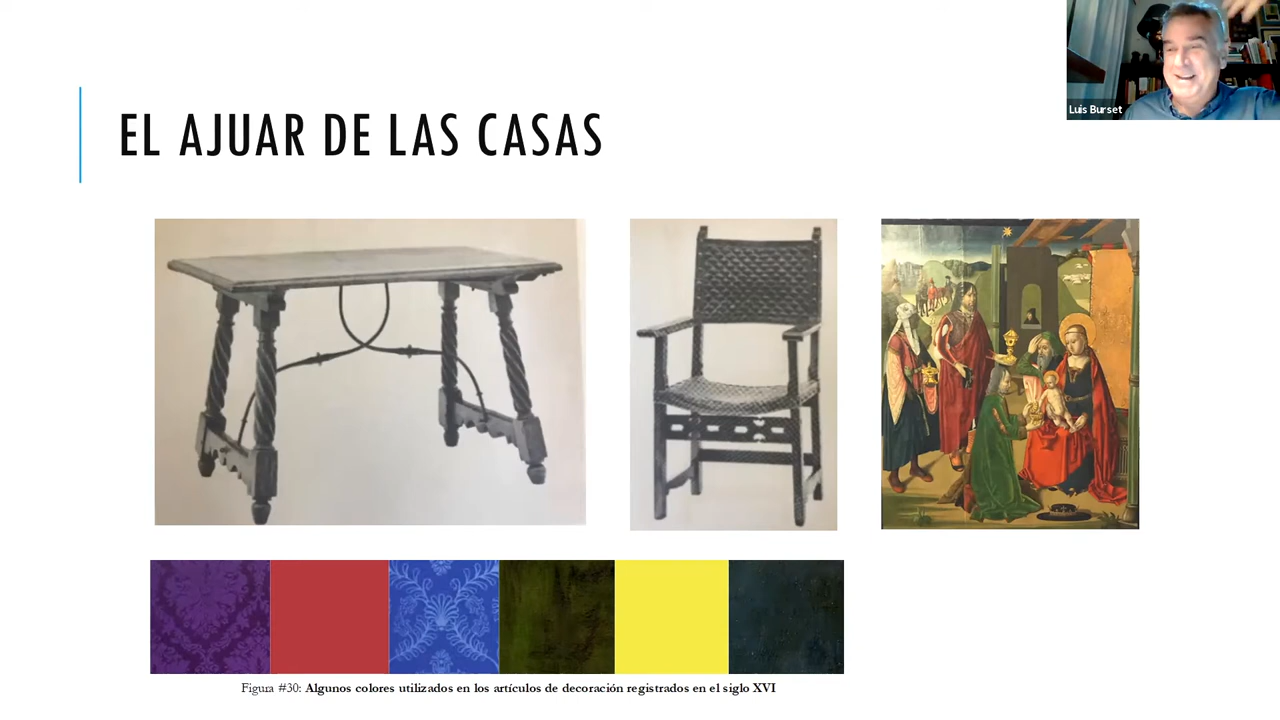 Luis Burset
EL AJUAR DE LAS CASAS
Figura #30: Algunos colores utilizados en los artículos de decoración registrados en el siglo XVI